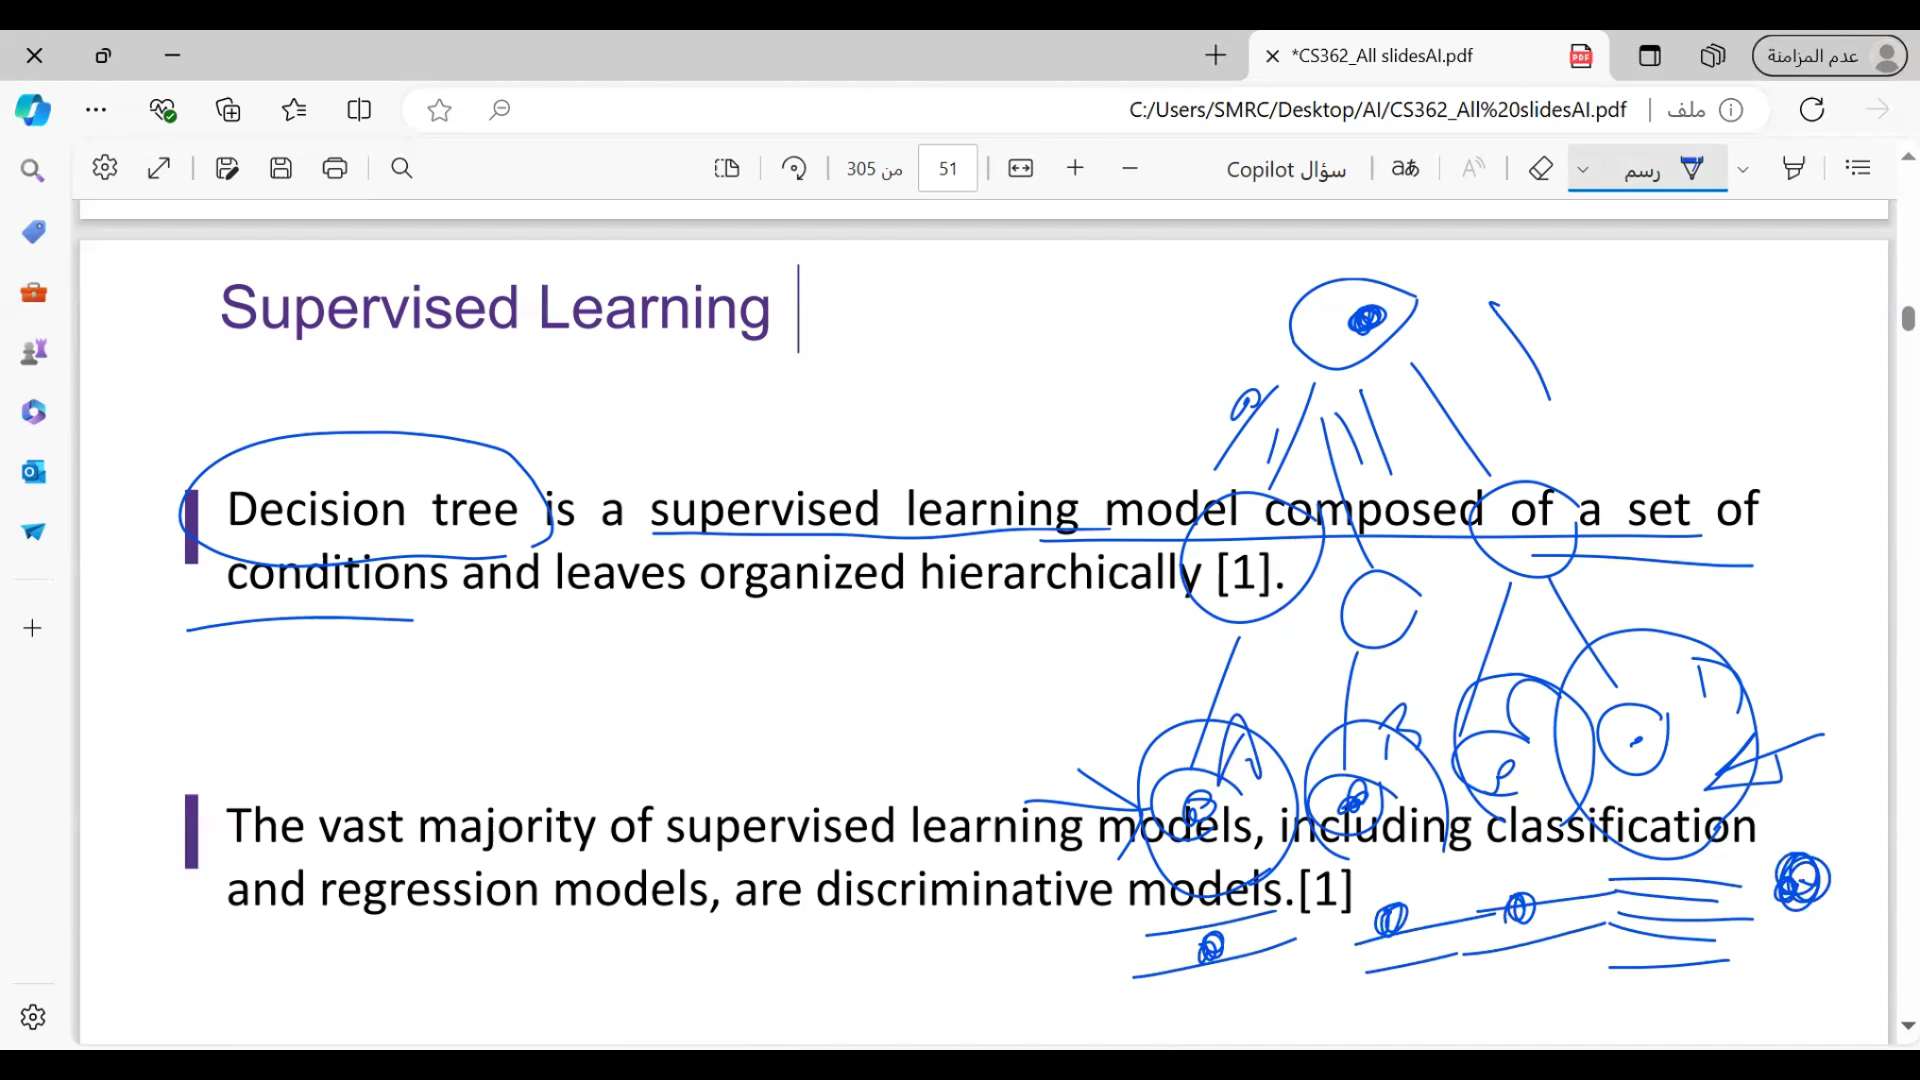 *CS362_All slidesAI.pdf
PDF
عدم المزامنة
C:/Users/SMRC/Desktop/AI/CS362_All%20slidesAI.pdf
ملف
من 305
51
سؤال Copilot
رسم
Supervised Learning
Decision tree is a supervised learning model composed of a set of
conditions and leaves organized hierarchically [1].
A
B
C
D
The vast majority of supervised learning models, including classification
and regression models, are discriminative models.[1]